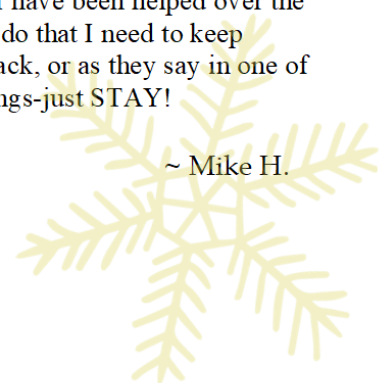 have been helped over the
do that I need to keep
ack, or as they say in one of
ngs-just STAY!
~ Mike H.